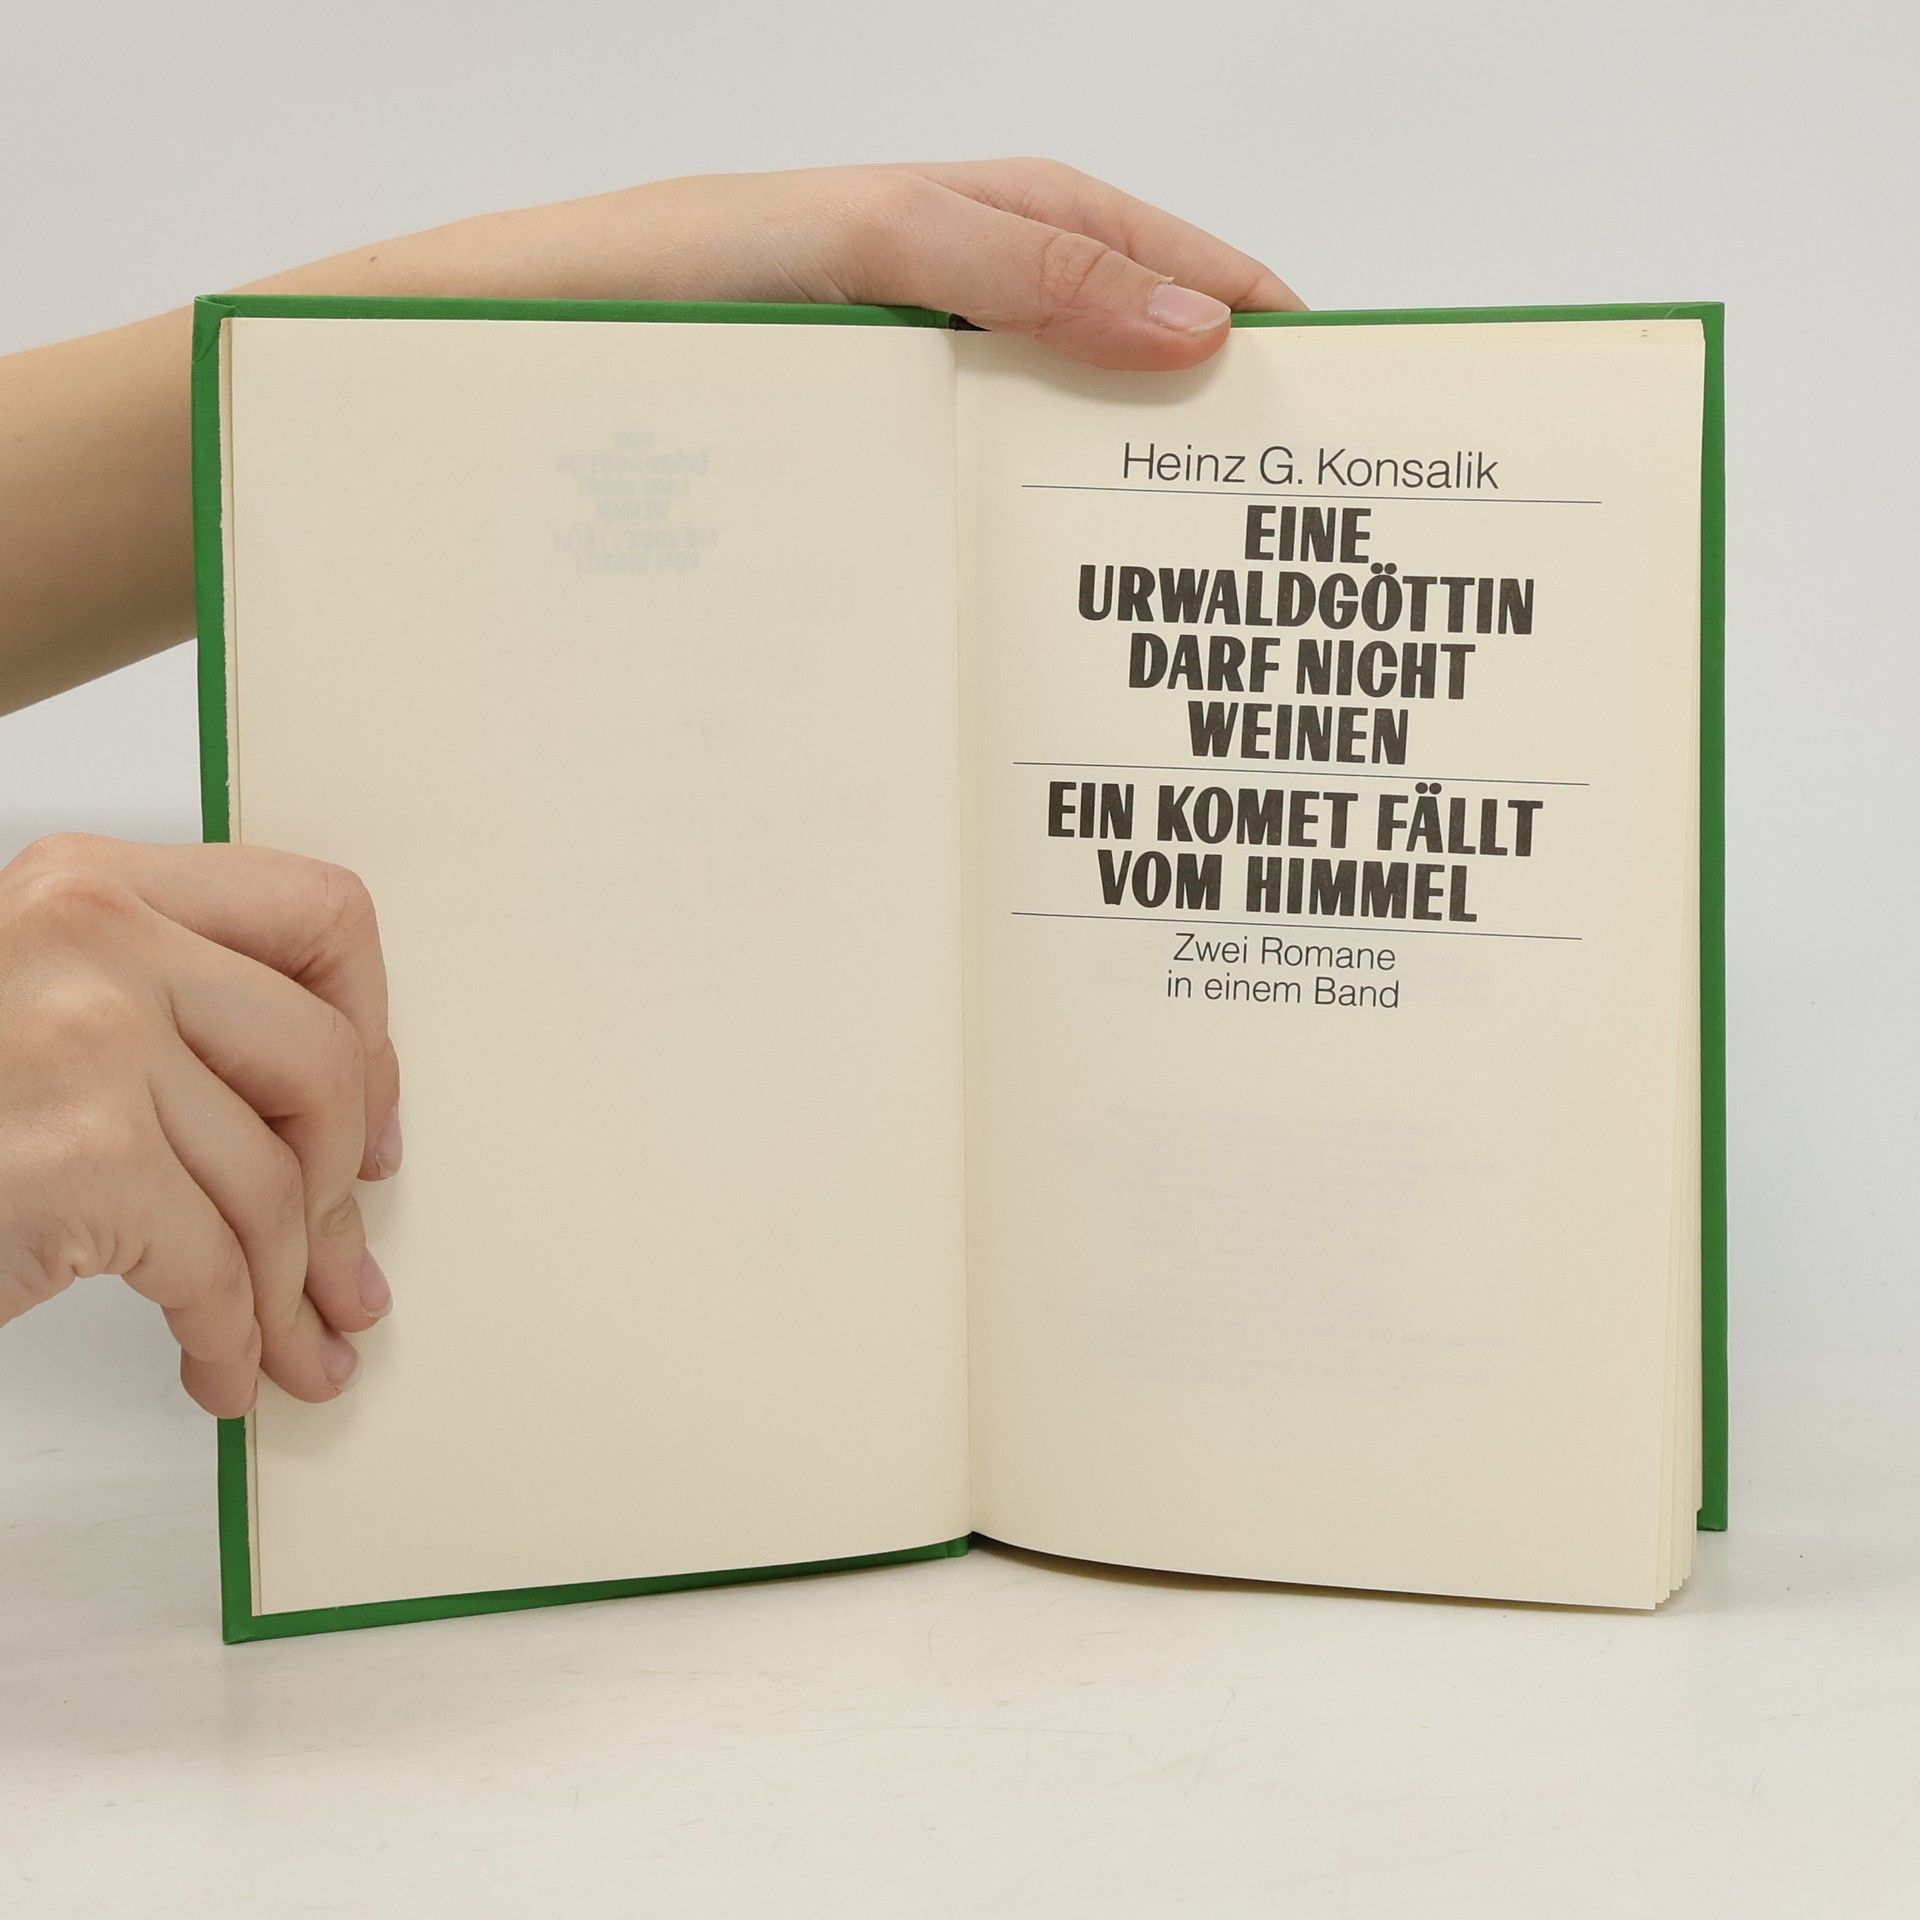 Heinz G. Konsalik
EINE
URWALDGÖTTIN
DARF NICHT
WEINEN
EIN KOMET FÄLLT
VOM HIMMEL
Zwei Romane
in einem Band